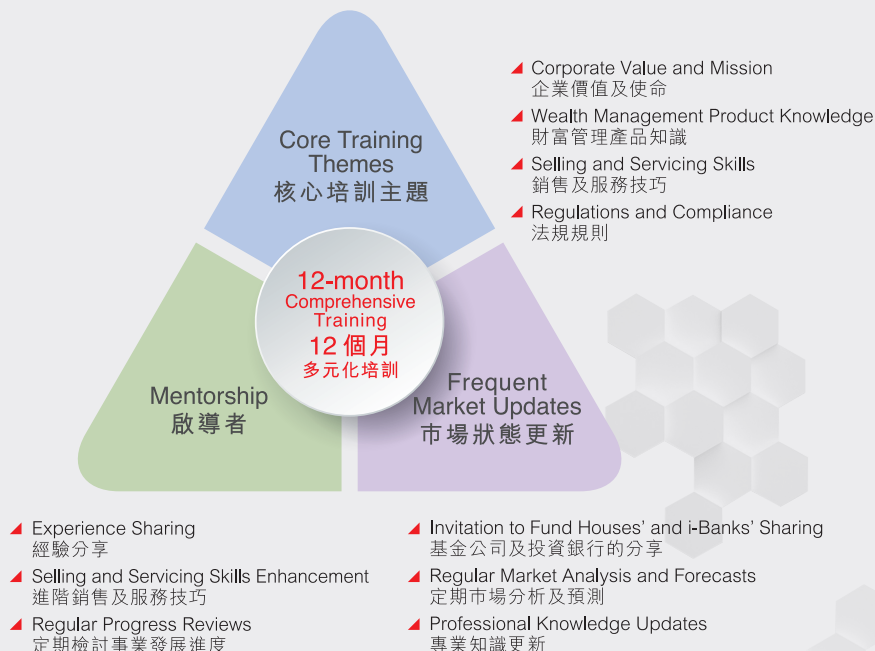 Core Training
Themes
核心培訓主題
Corporate Value and Mission
企業價值及使命
Wealth Management Product Knowledge
財富管理產品知識
Selling and Servicing Skills
銷售及服務技巧
Regulations and Compliance
法規規則
12-month
Comprehensive
Training
12 個月
多元化培訓
Mentorship
啟導者
Frequent
Market Updates
市場狀態更新
Experience Sharing
經驗分享
Selling and Servicing Skills Enhancement
進階銷售及服務技巧
Regular Progress Reviews
定期檢討事業發展進度
Invitation to Fund Houses' and i-Banks' Sharing
基金公司及投資銀行的分享
Regular Market Analysis and Forecasts
定期市場分析及預測
Professional Knowledge Updates
專業知識更新